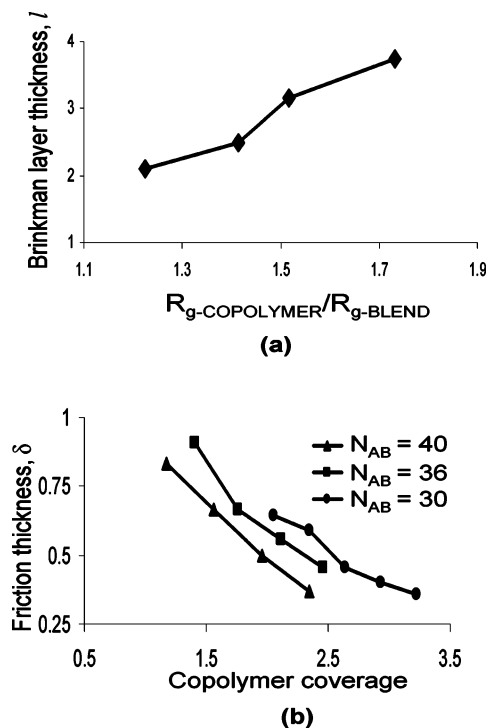 Brinkman layer thickness, l
4
3
2
1
1.1 1.3 1.5 1.7 1.9
Rg-COPOLYMER/Rg-BLEND
(a)
Friction thickness, δ
1
0.75
0.5
0.25
NAB = 40
NAB = 36
NAB = 30
0.5 1.5 2.5 3.5
Copolymer coverage
(b)